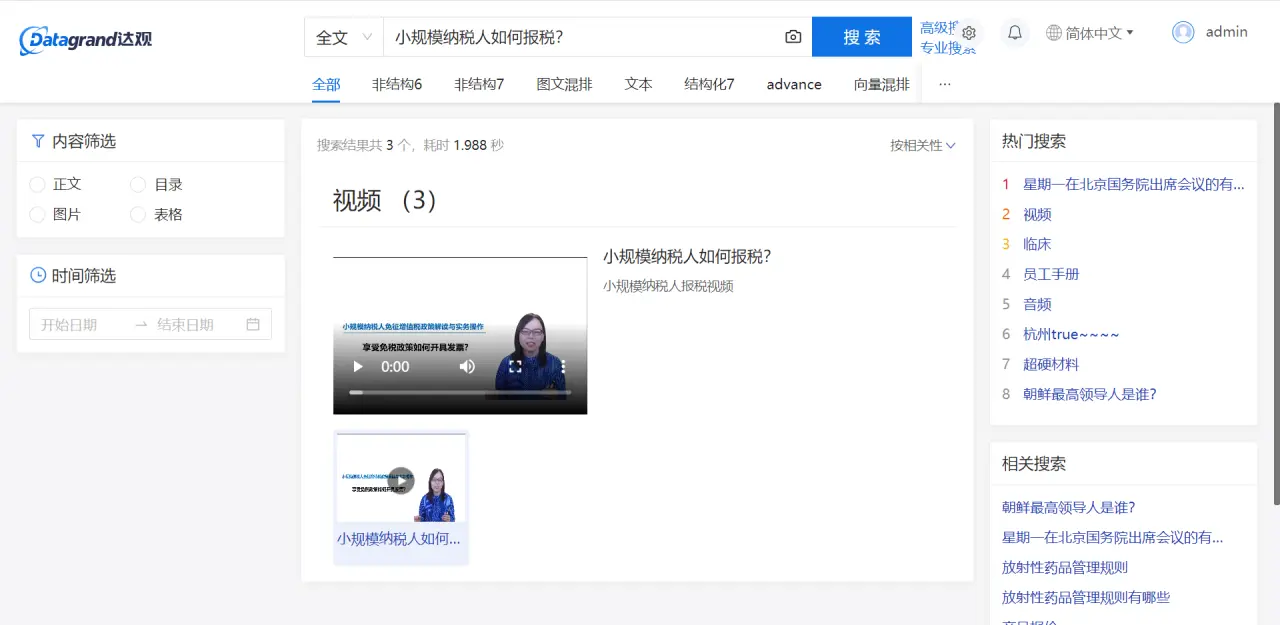 Datagrand达观
全文
小规模纳税人如何报税?
搜 索
高级搜
专业搜索
简体中文
admin
全部
非结构6
非结构7
图文混排
文本
结构化7
advance
向量混排
...
内容筛选
正文
目录
图片
表格
时间筛选
开始日期
结束日期
搜索结果共 3 个，耗时 1.988 秒
按相关性
视频 （3）
小规模纳税人免征增值税政策解读与实务操作
享受免税政策如何开具发票?
0:00
小规模纳税人如何报税?
小规模纳税人报税视频
小规模纳税人如何...
热门搜索
1 星期一在北京国务院出席会议的有...
2 视频
3 临床
4 员工手册
5 音频
6 杭州true~~~~
7 超硬材料
8 朝鲜最高领导人是谁?
相关搜索
朝鲜最高领导人是谁?
星期一在北京国务院出席会议的有...
放射性药品管理规则
放射性药品管理规则有哪些